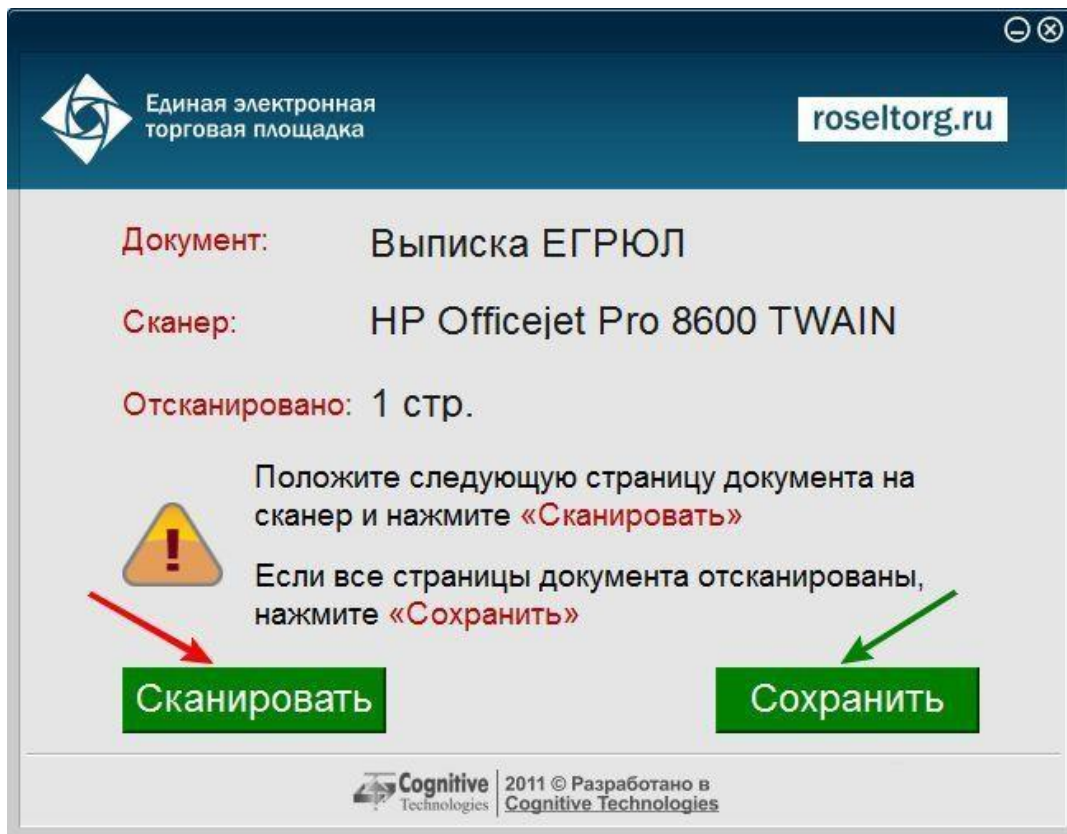 Единая электронная
торговая площадка
roseltorg.ru
Документ: Выписка ЕГРЮЛ
Сканер: HP Officejet Pro 8600 TWAIN
Отсканировано: 1 стр.
Положите следующую страницу документа на
сканер и нажмите «Сканировать»
!
Если все страницы документа отсканированы,
нажмите «Сохранить»
Сканировать Сохранить
Cognitive
Technologies
2011 © Разработано в
Cognitive Technologies